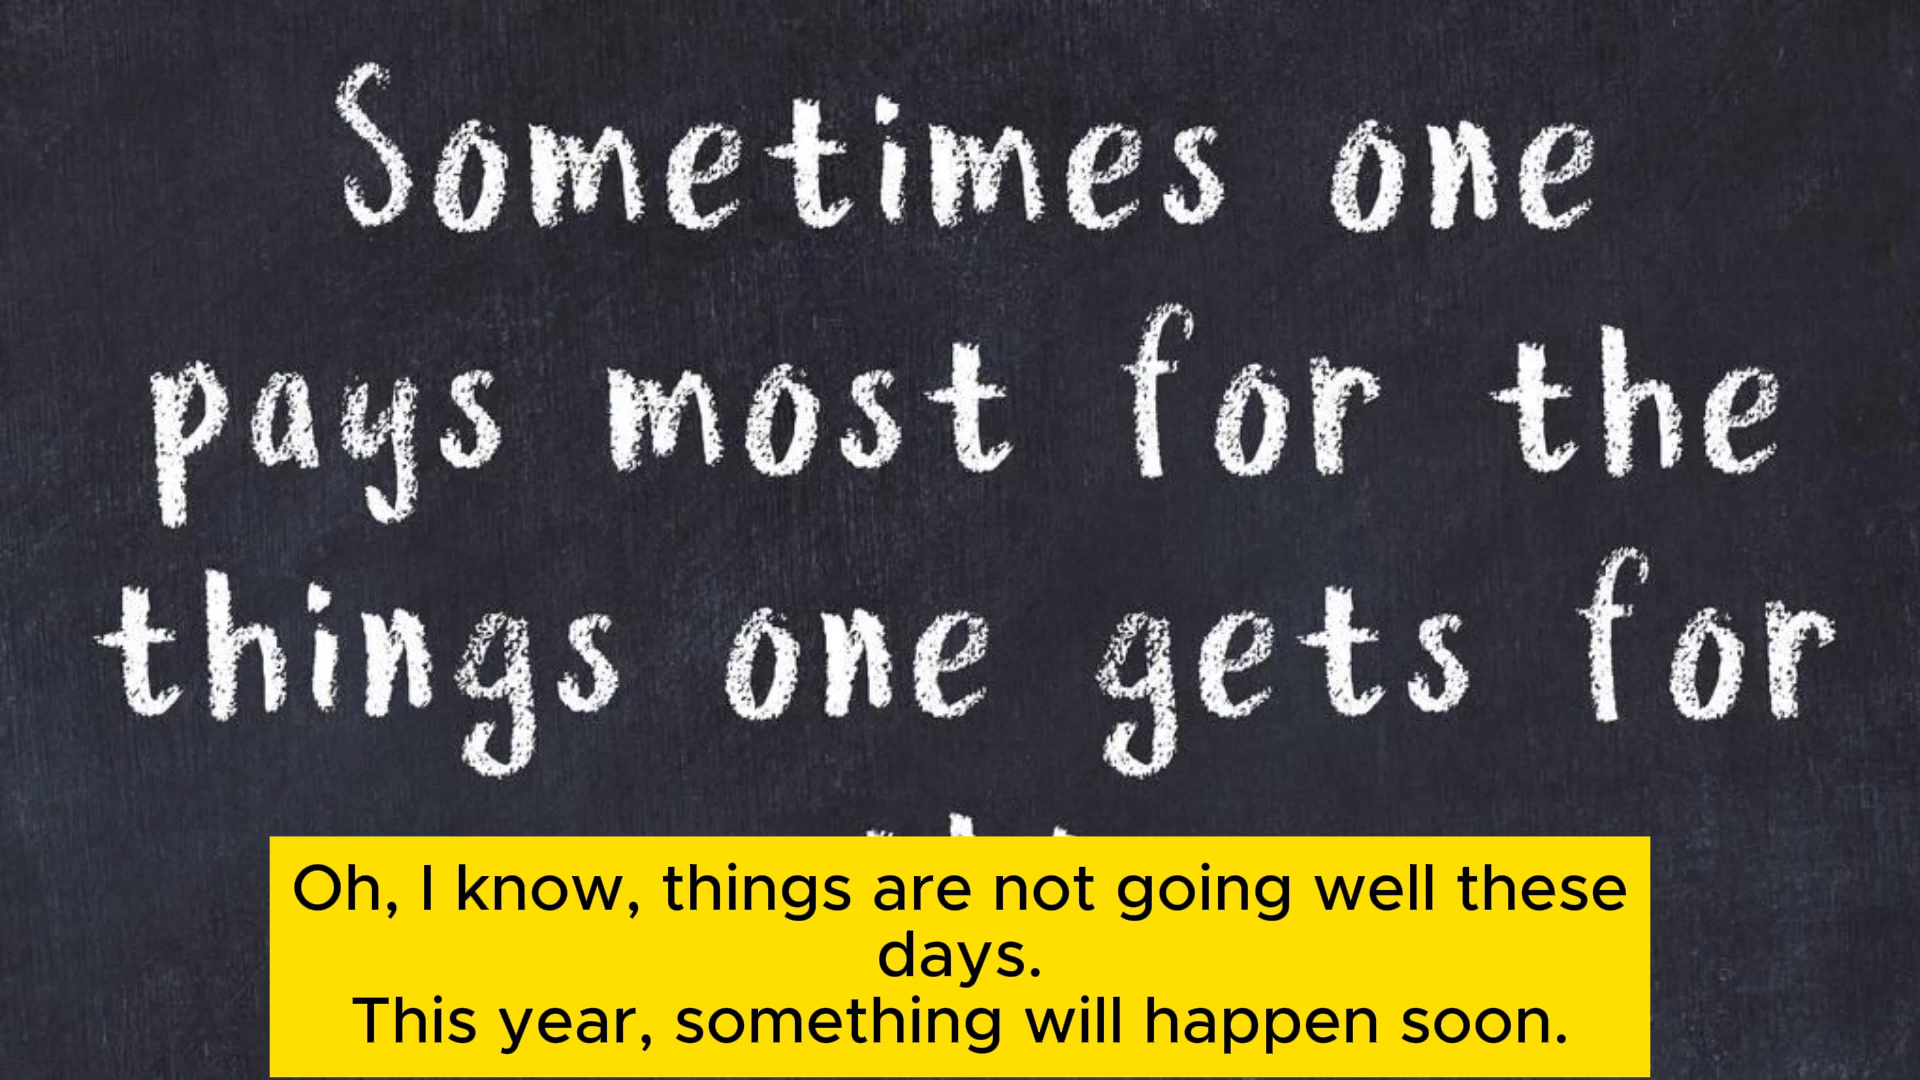 Sometimes one
pays most for the
things one gets for
Oh, I know, things are not going well these
days.
This year, something will happen soon.